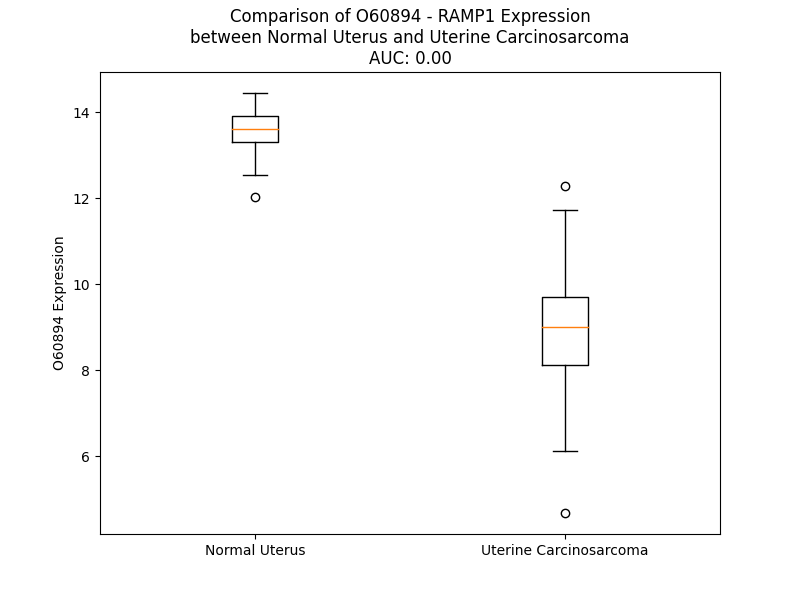 Comparison of O60894 - RAMP1 Expression
between Normal Uterus and Uterine Carcinosarcoma
AUC: 0.00
14
12
10
8
6
O60894 Expression
Normal Uterus
Uterine Carcinosarcoma